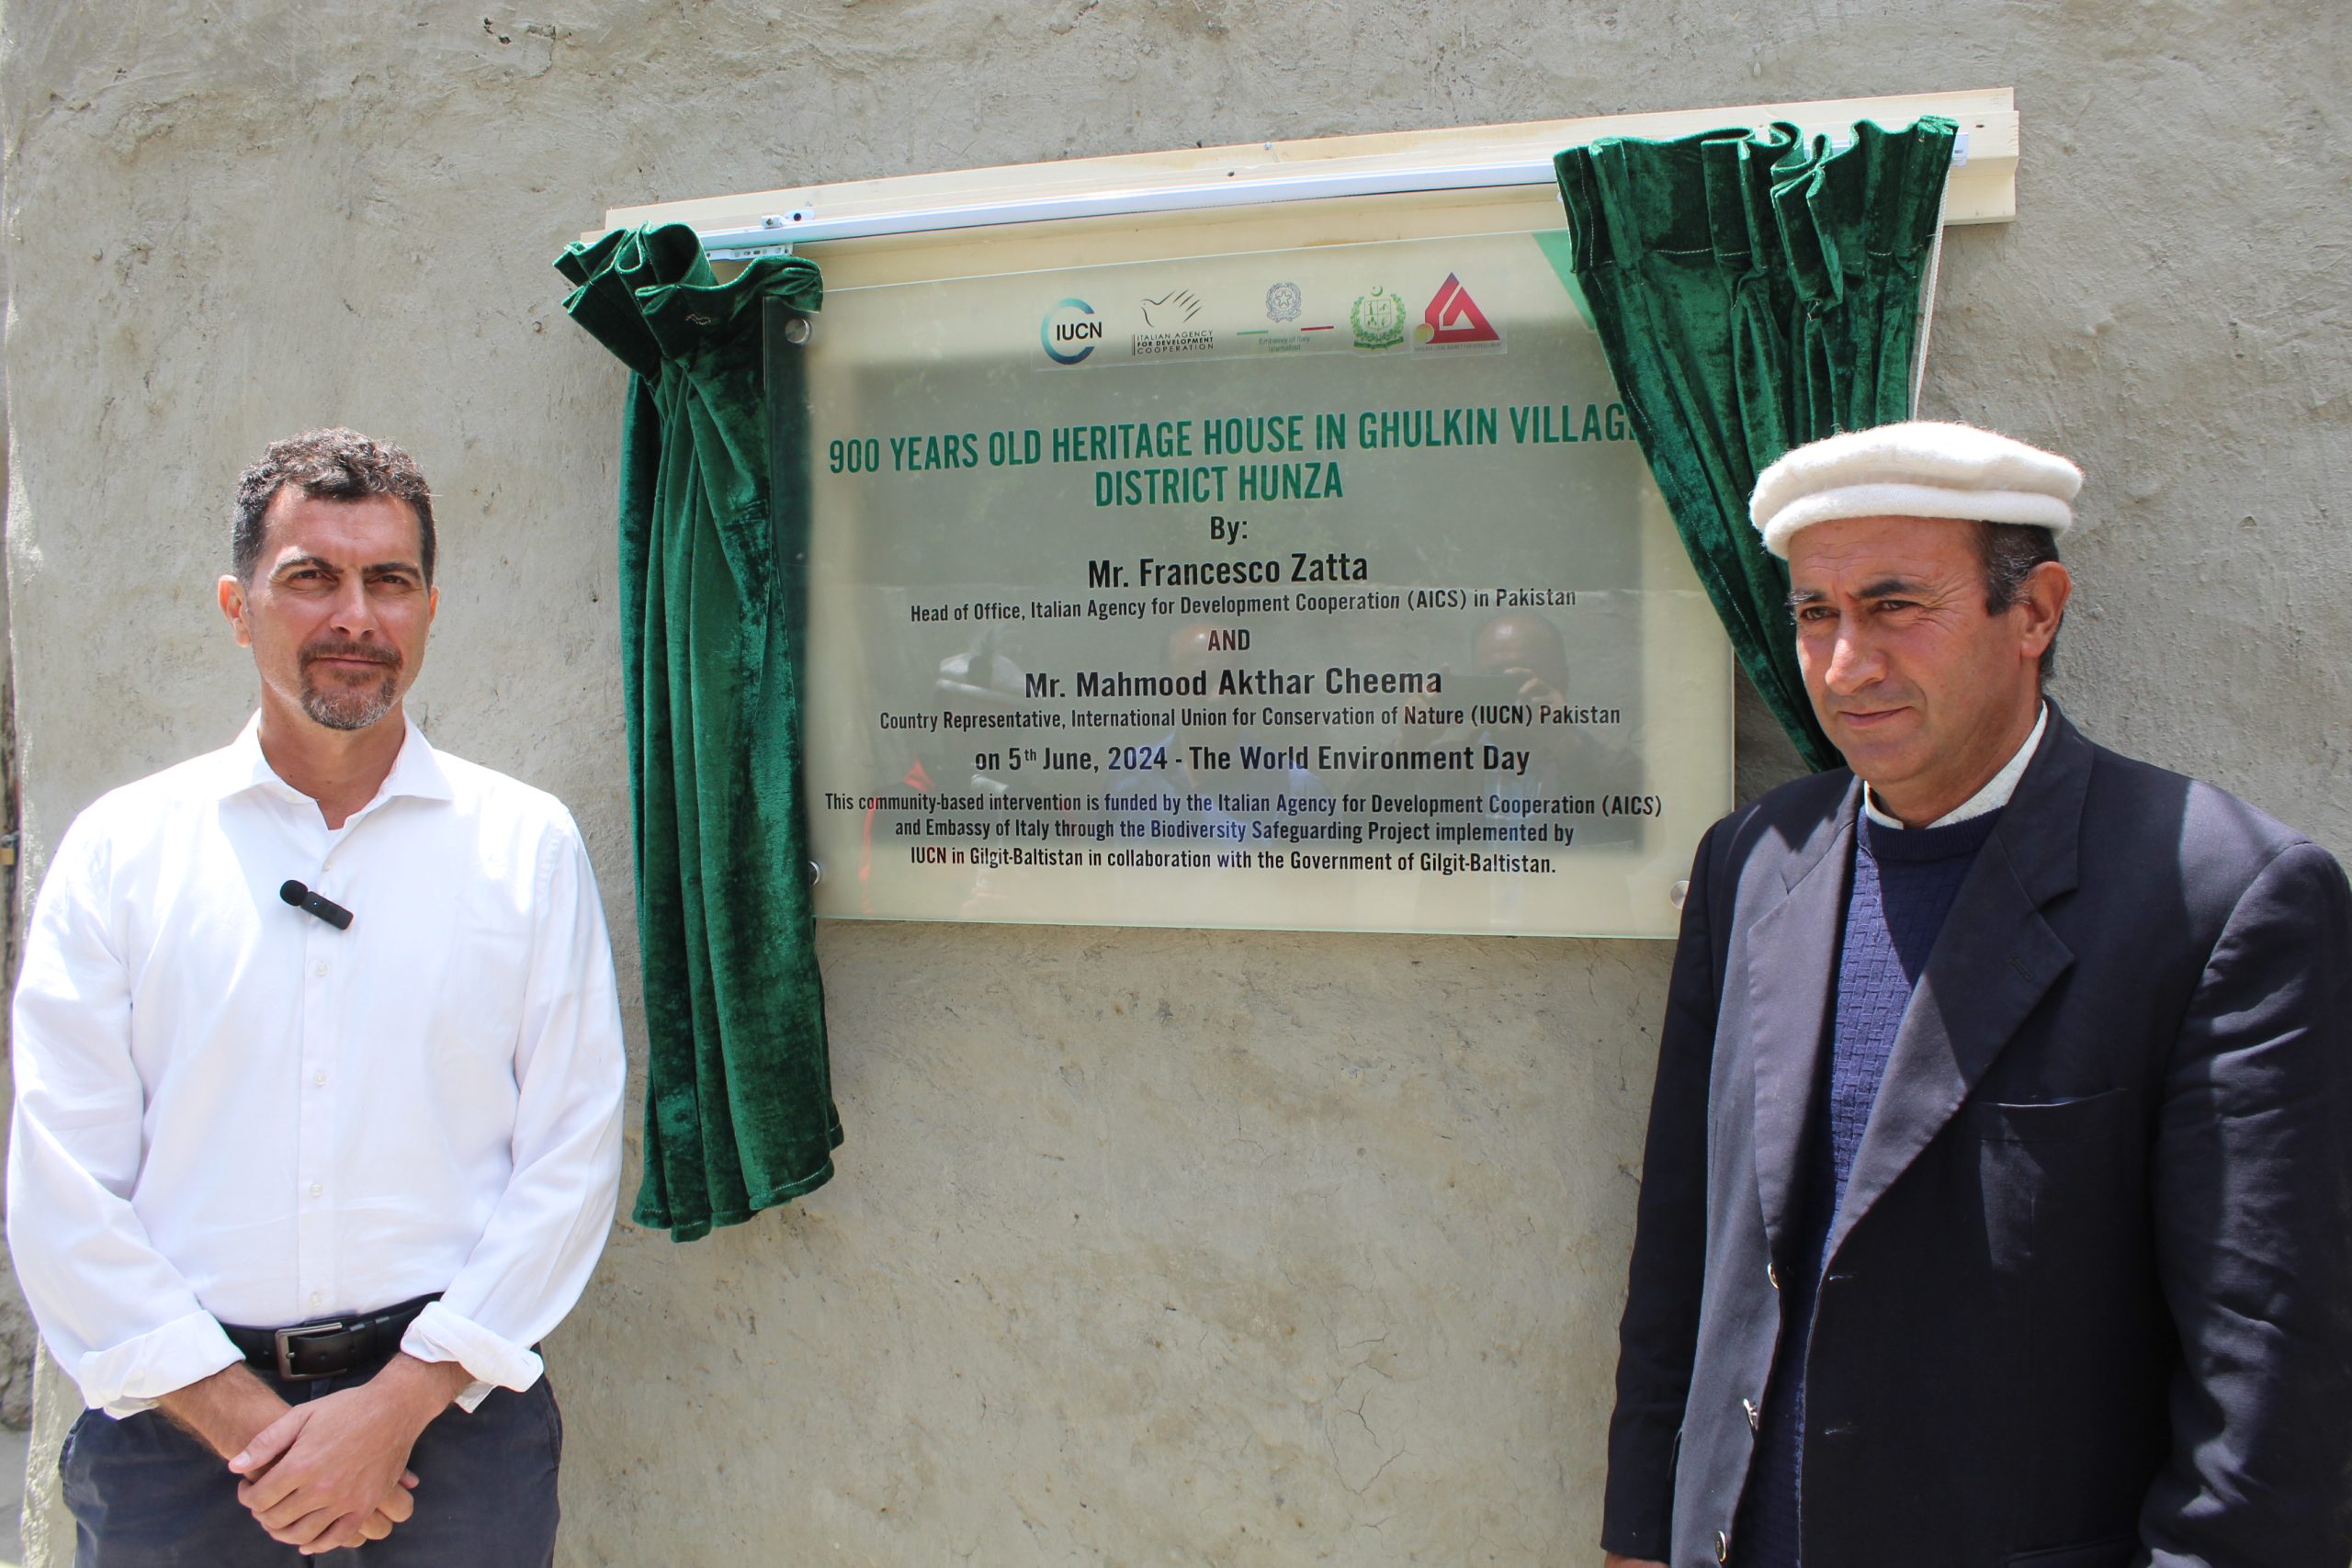 IUCN
ITALIAN AGENCY
FOR DEVELOPMENT
COOPERATION
Embassy of Italy
Islamabad
900 YEARS OLD HERITAGE HOUSE IN GHULKIN VILLAG
DISTRICT HUNZA
By:
Mr. Francesco Zatta
Head of Office, Italian Agency for Development Cooperation (AICS) in Pakistan
AND
Mr. Mahmood Akthar Cheema
Country Representative, International Union for Conservation of Nature (IUCN) Pakistan
on 5th June, 2024 - The World Environment Day
This community-based intervention is funded by the Italian Agency for Development Cooperation (AICS)
and Embassy of Italy through the Biodiversity Safeguarding Project implemented by
IUCN in Gilgit-Baltistan in collaboration with the Government of Gilgit-Baltistan.